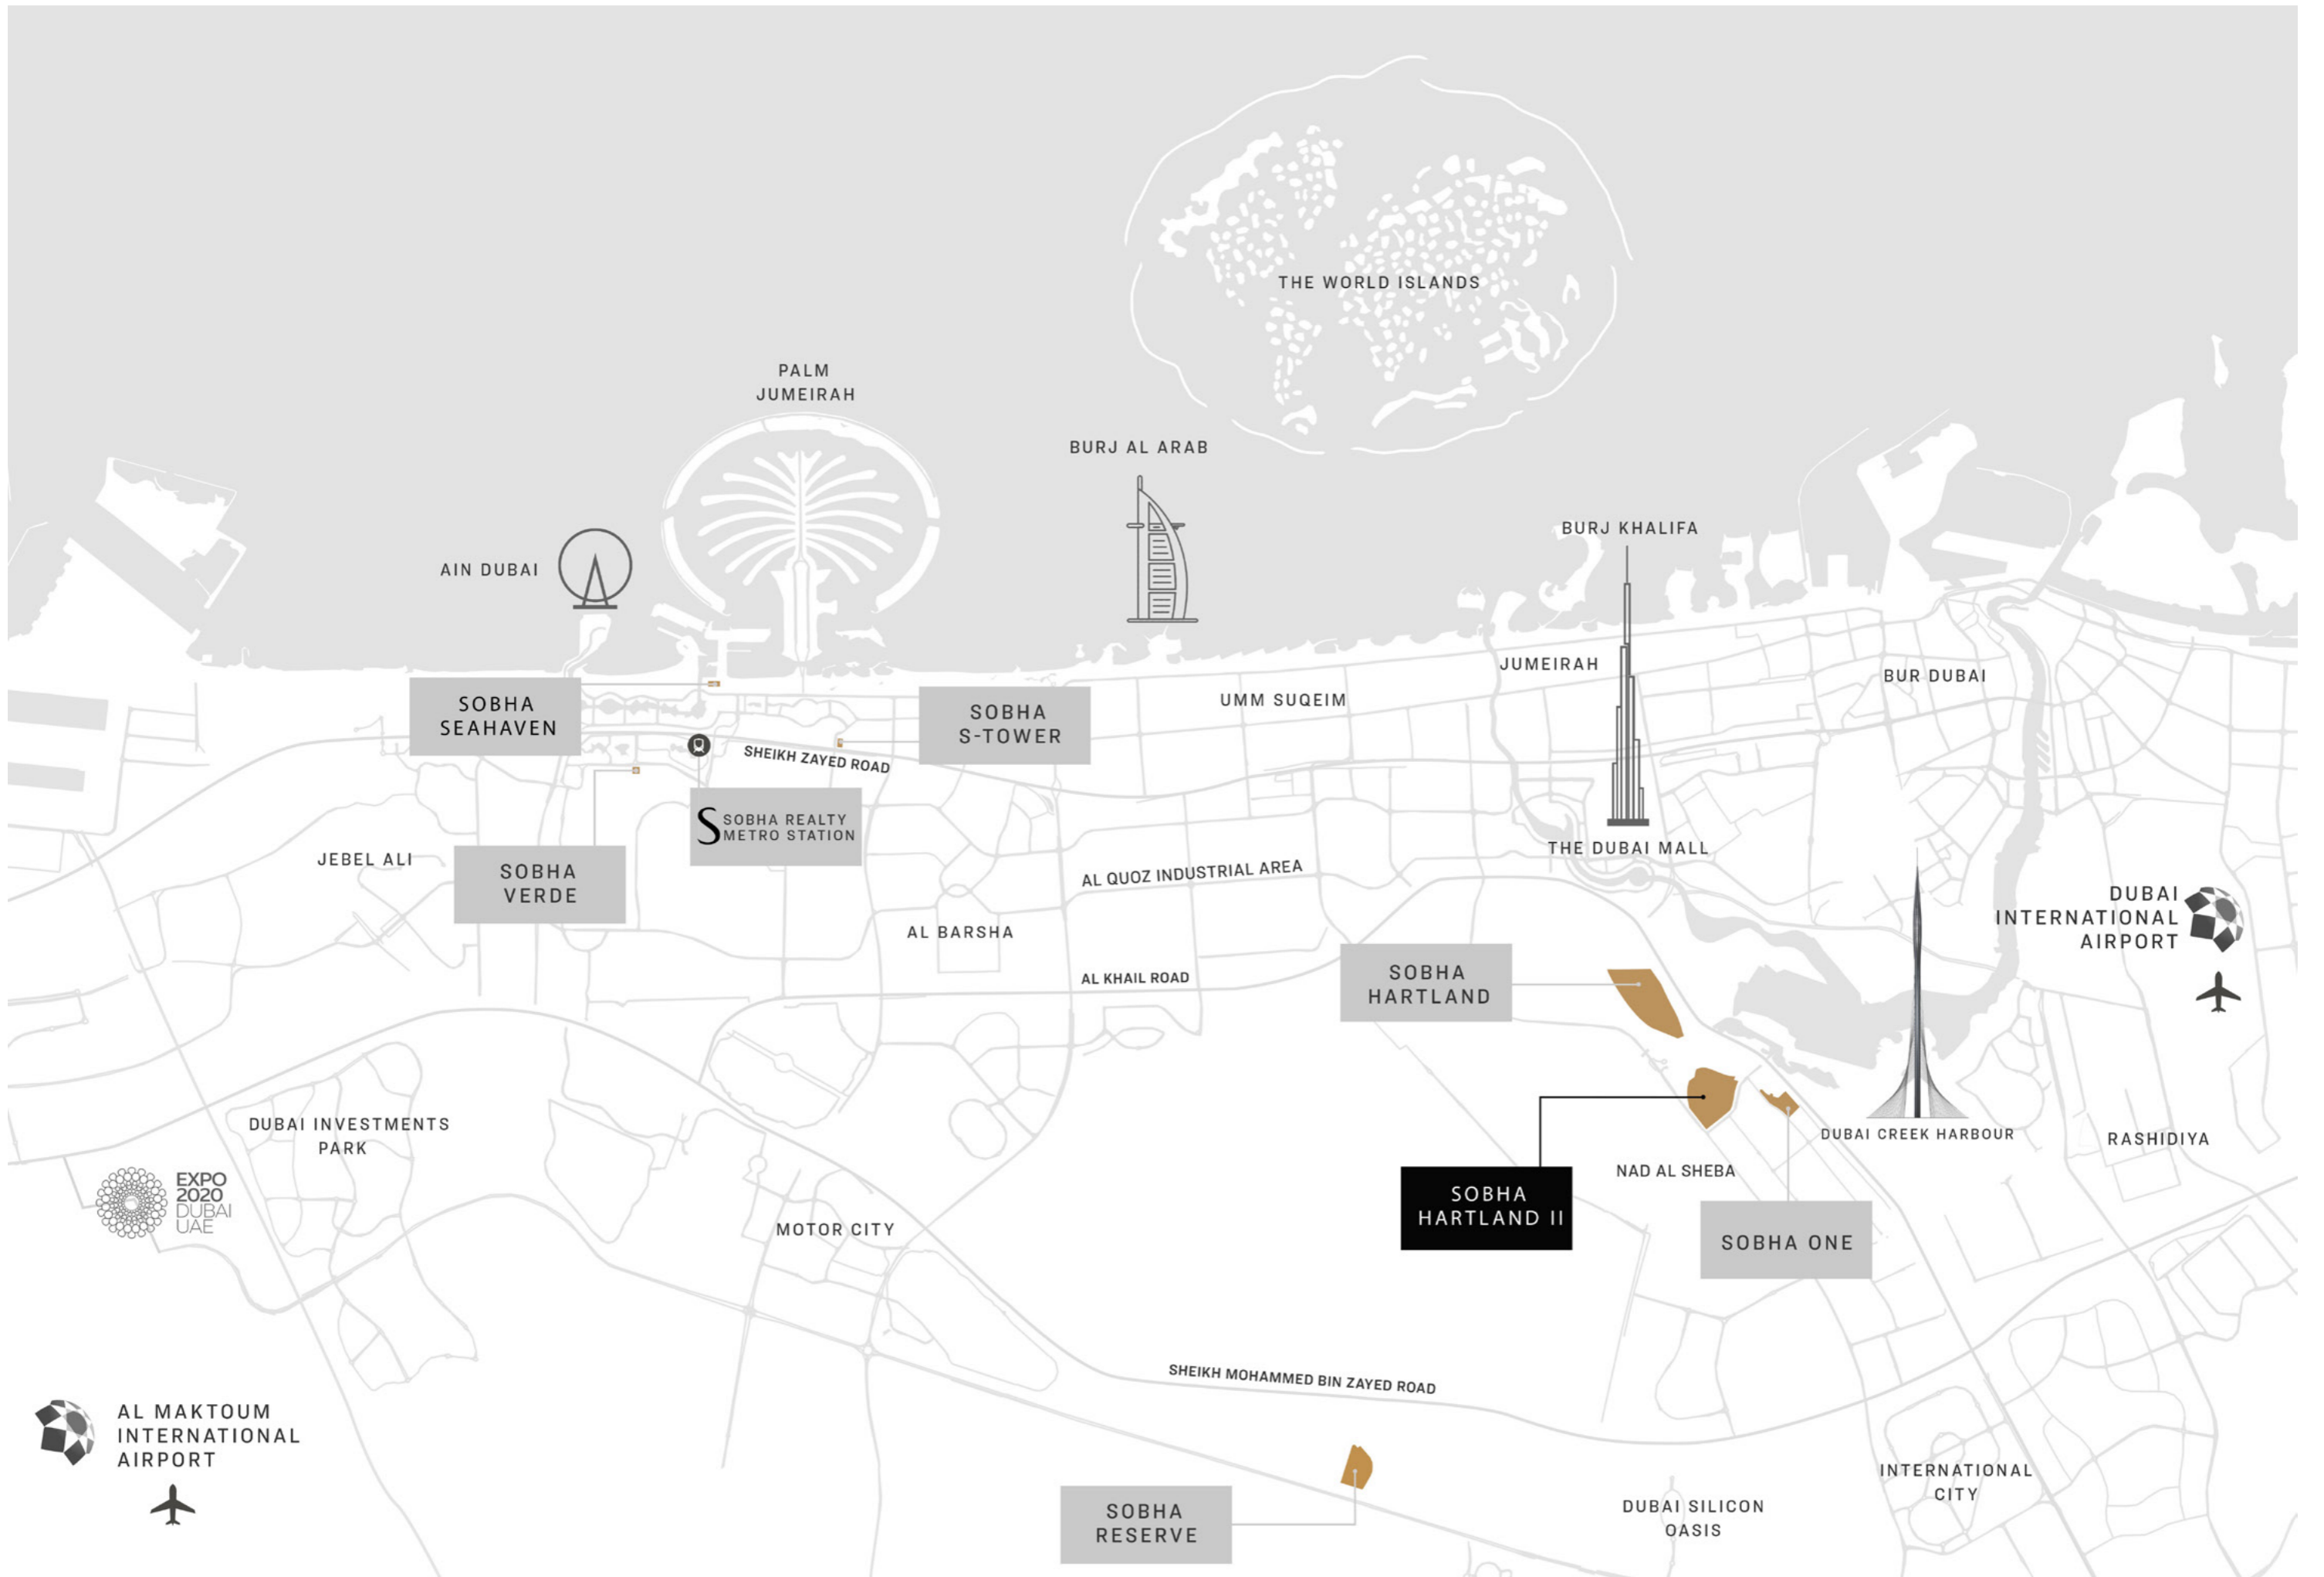 THE WORLD ISLANDS
PALM
JUMEIRAH
BURJ AL ARAB
BURJ KHALIFA
AIN DUBAI
JUMEIRAH
BUR DUBAI
UMM SUQEIM
SOBHA
SEAHAVEN
SOBHA
S-TOWER
SHEIKH ZAYED ROAD
S SOBHA REALTY
METRO STATION
JEBEL ALI
SOBHA
VERDE
THE DUBAI MALL
AL QUOZ INDUSTRIAL AREA
DUBAI
INTERNATIONAL
AIRPORT
AL BARSHA
AL KHAIL ROAD
SOBHA
HARTLAND
DUBAI INVESTMENTS
PARK
DUBAI CREEK HARBOUR
RASHIDIYA
NAD AL SHEBA
EXPO
2020
DUBAI
UAE
SOBHA
HARTLAND II
MOTOR CITY
SOBHA ONE
SHEIKH MOHAMMED BIN ZAYED ROAD
AL MAKTOUM
INTERNATIONAL
AIRPORT
INTERNATIONAL
CITY
SOBHA
RESERVE
DUBAI SILICON
OASIS